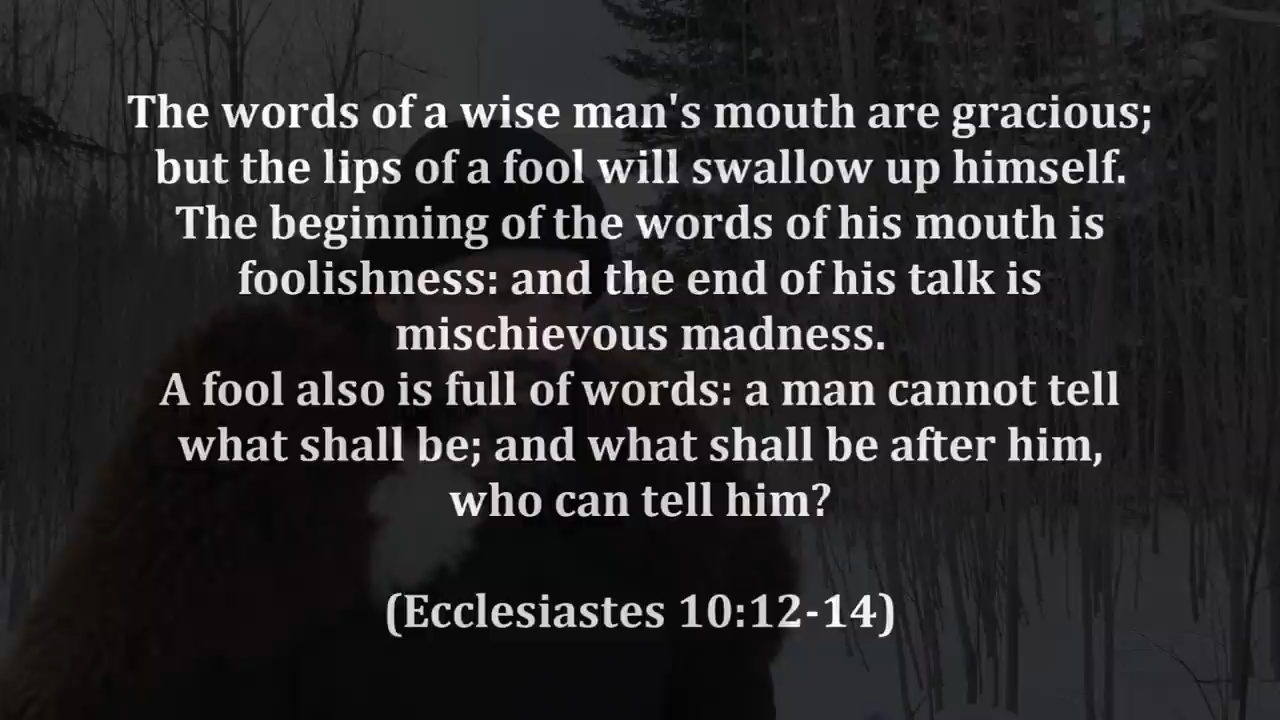 The words of a wise man's mouth are gracious;
but the lips of a fool will swallow up himself.
The beginning of the words of his mouth is
foolishness: and the end of his talk is
mischievous madness.
A fool also is full of words: a man cannot tell
what shall be; and what shall be after him,
who can tell him?
(Ecclesiastes 10:12-14)